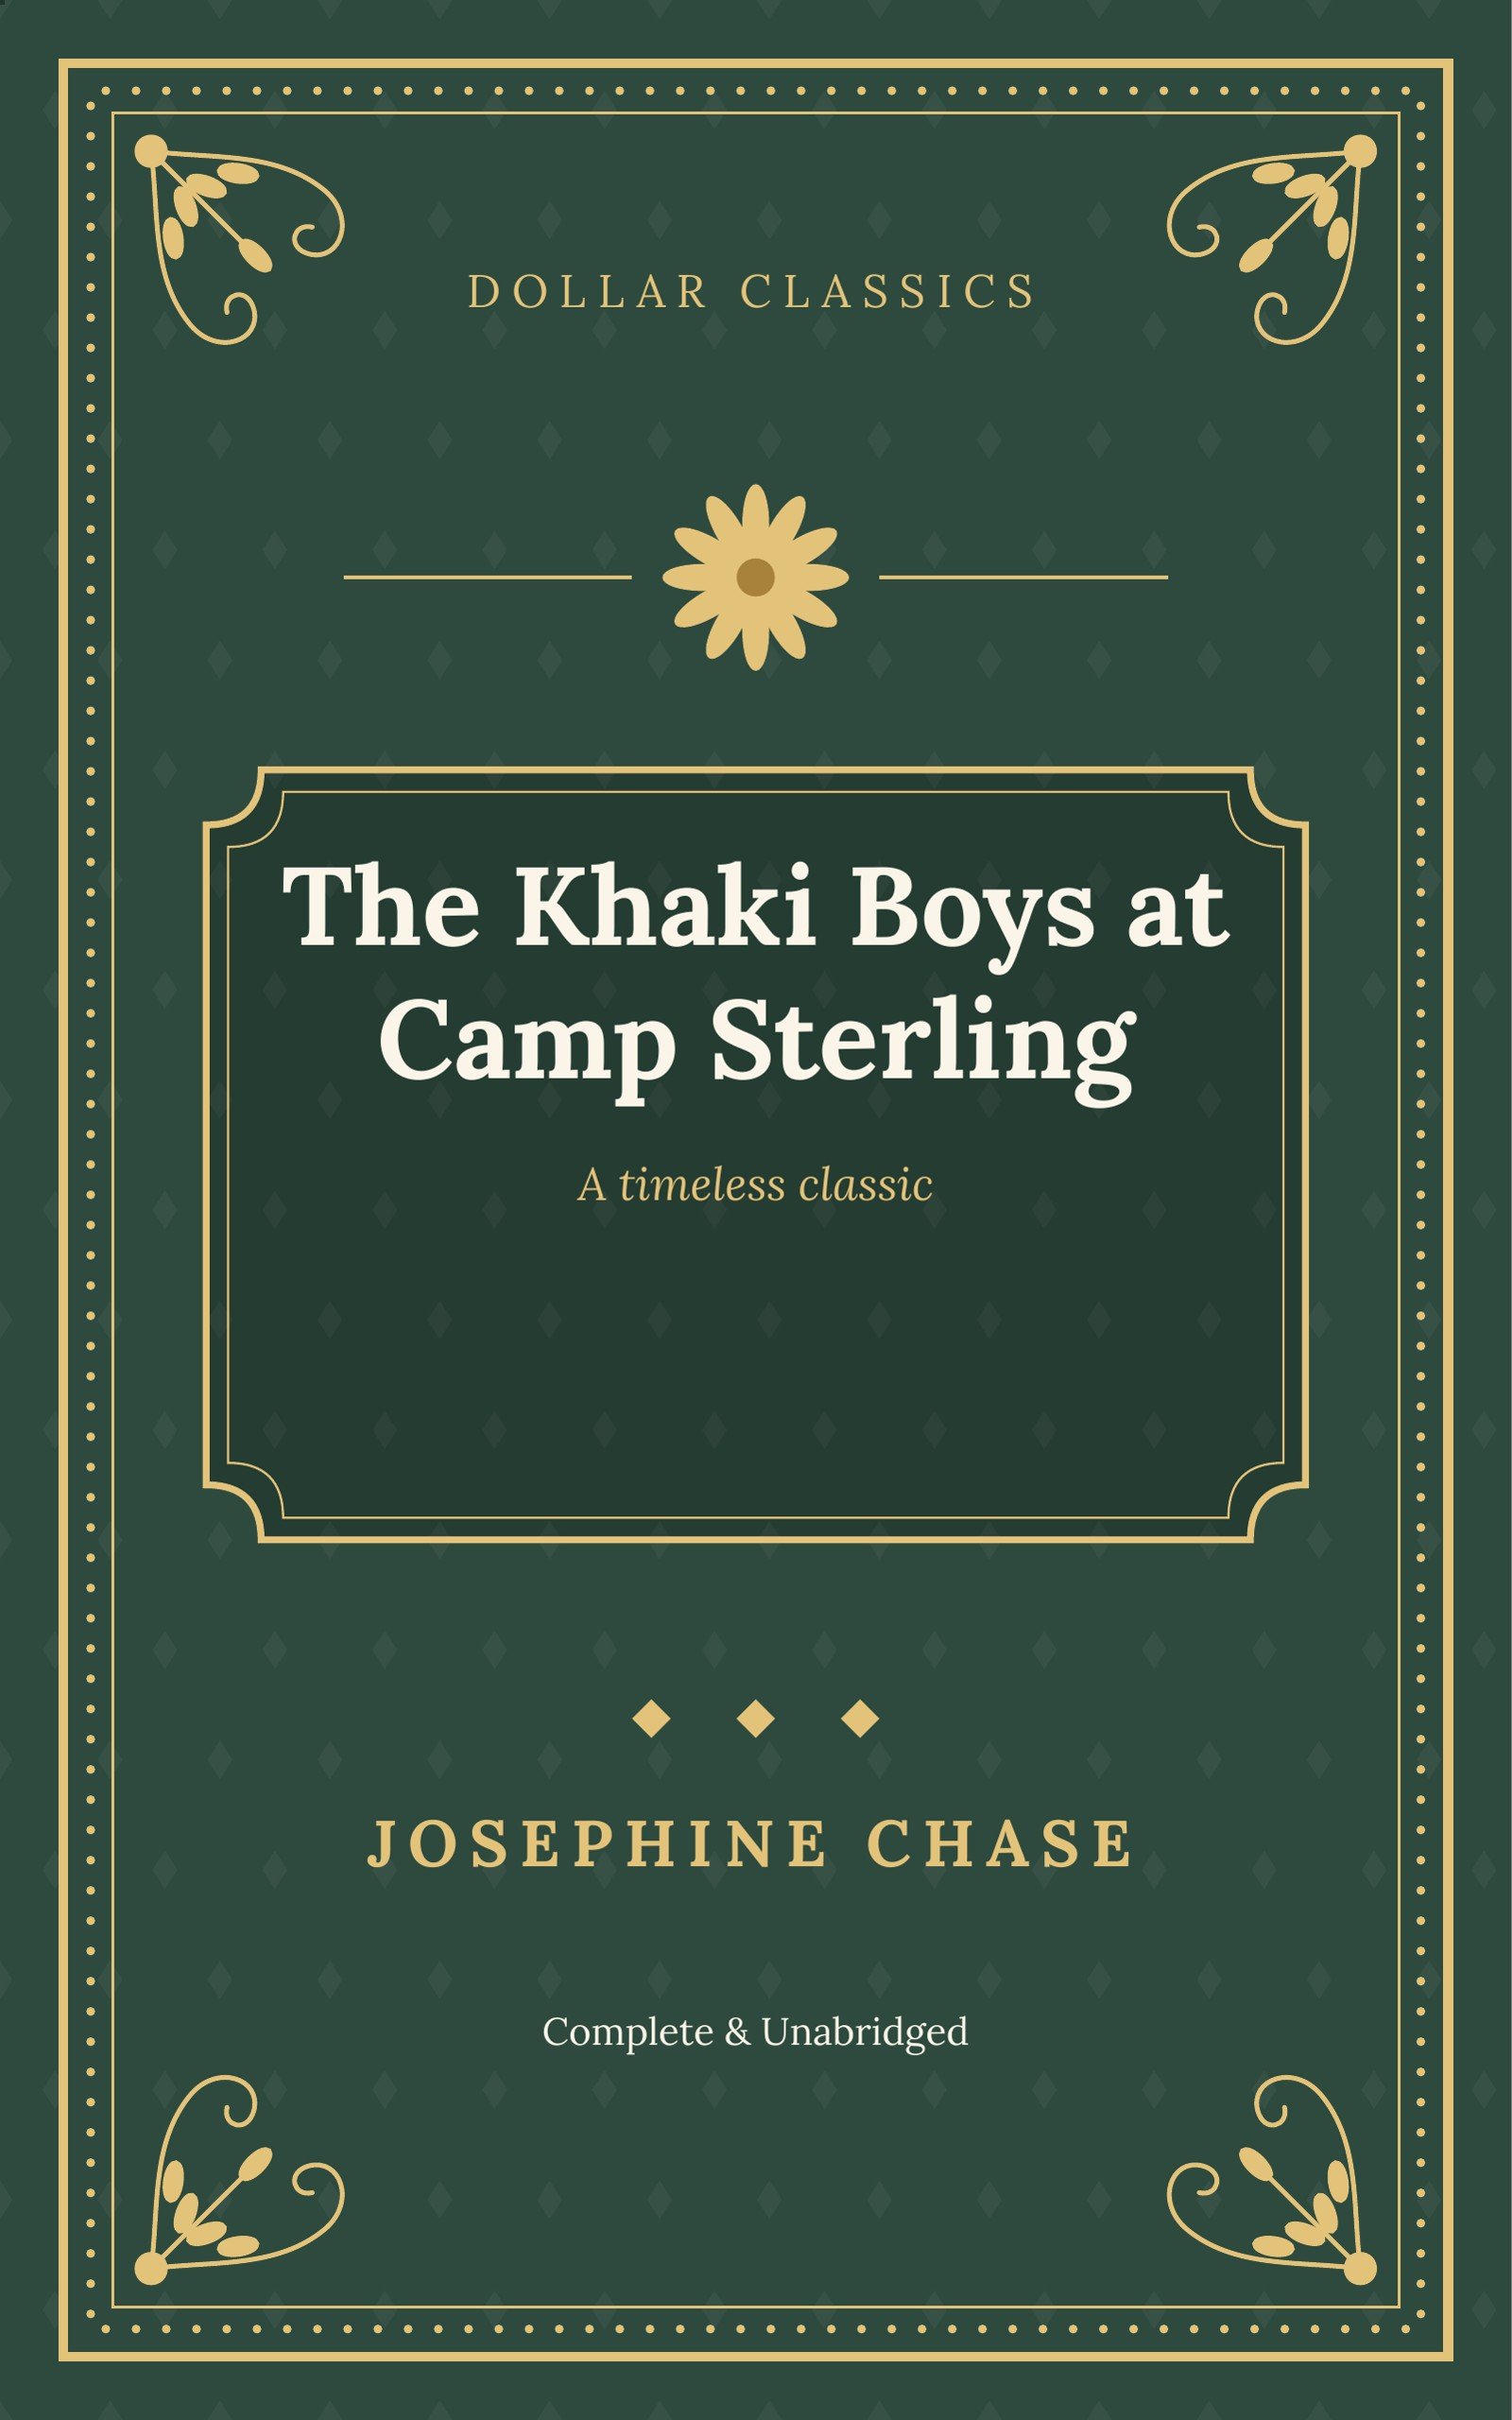 DOLLAR CLASSICS
The Khaki Boys at
Camp Sterling
A timeless classic
JOSEPHINE CHASE
Complete & Unabridged